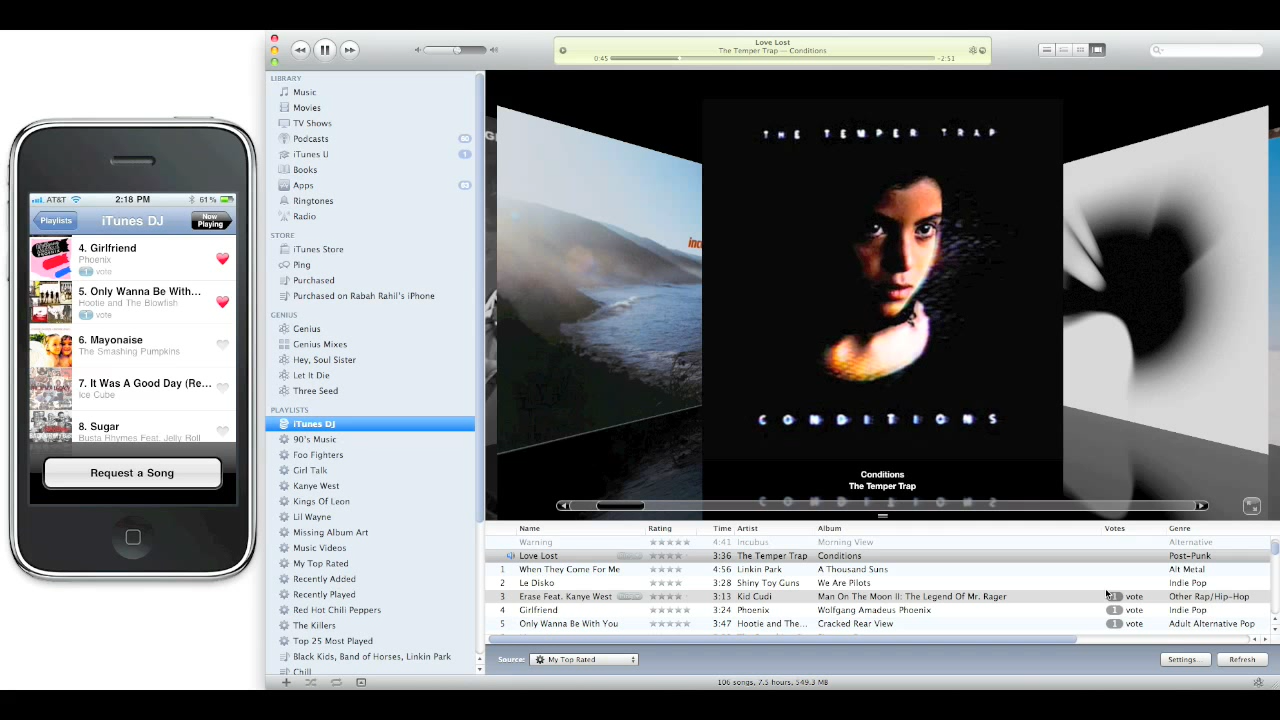 AT&T 2:18 PM 61%
Playlists iTunes DJ Now Playing
4. Girlfriend
Phoenix
1 vote
5. Only Wanna Be With...
Hootie and The Blowfish
1 vote
6. Mayonaise
The Smashing Pumpkins
7. It Was A Good Day (Re...
Ice Cube
8. Sugar
Busta Rhymes Feat. Jelly Roll
Request a Song
Love Lost
The Temper Trap — Conditions
0:45 -2:51
LIBRARY
Music
Movies
TV Shows
Podcasts
iTunes U 1
Books
Apps
Ringtones
Radio
STORE
iTunes Store
Ping
Purchased
Purchased on Rabah Rahil's iPhone
GENIUS
Genius
Genius Mixes
Hey, Soul Sister
Let It Die
Three Seed
PLAYLISTS
iTunes DJ
90's Music
Foo Fighters
Girl Talk
Kanye West
Kings Of Leon
Lil Wayne
Missing Album Art
Music Videos
My Top Rated
Recently Added
Recently Played
Red Hot Chili Peppers
The Killers
Top 25 Most Played
Black Kids, Band of Horses, Linkin Park
Chill
THE TEMPER TRAP
CONDITIONS
Conditions
The Temper Trap
Name Rating Time Artist Album Votes Genre
Warning 4:41 Incubus Morning View Alternative
Love Lost 3:36 The Temper Trap Conditions Post-Punk
1 When They Come For Me 4:56 Linkin Park A Thousand Suns Alt Metal
2 Le Disko 3:28 Shiny Toy Guns We Are Pilots Indie Pop
3 Erase Feat. Kanye West 3:13 Kid Cudi Man On The Moon II: The Legend Of Mr. Rager 1 vote Other Rap/Hip-Hop
4 Girlfriend 3:24 Phoenix Wolfgang Amadeus Phoenix 1 vote Indie Pop
5 Only Wanna Be With You 3:47 Hootie and The... Cracked Rear View 1 vote Adult Alternative Pop
Source: My Top Rated Settings... Refresh
106 songs, 7.5 hours, 549.3 MB